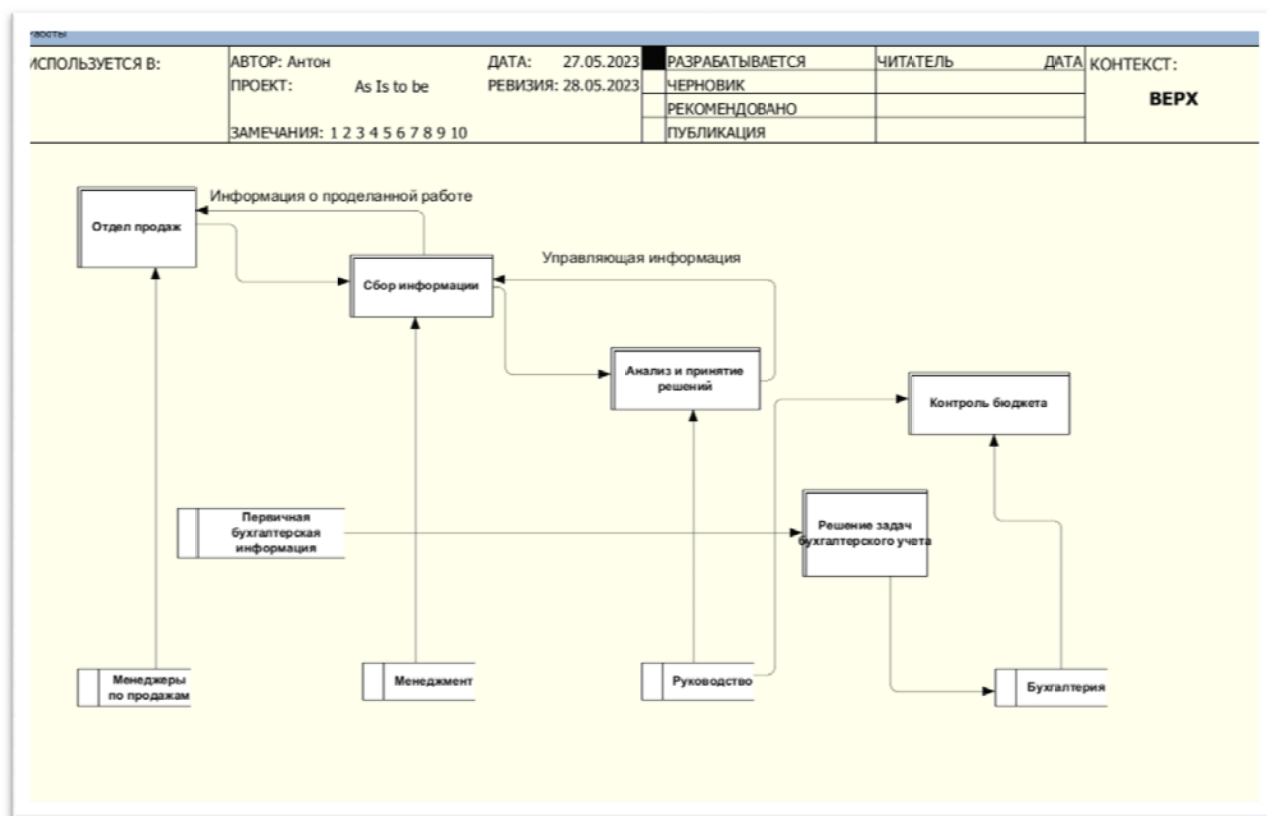 ИСПОЛЬЗУЕТСЯ В:
АВТОР: Антон
ДАТА: 27.05.2023
ПРОЕКТ: As Is to be
РЕВИЗИЯ: 28.05.2023
ЗАМЕЧАНИЯ: 1 2 3 4 5 6 7 8 9 10
РАЗРАБАТЫВАЕТСЯ
ЧЕРНОВИК
РЕКОМЕНДОВАНО
ПУБЛИКАЦИЯ
ЧИТАТЕЛЬ
ДАТА
КОНТЕКСТ:
ВЕРХ
Информация о проделанной работе
Отдел продаж
Управляющая информация
Сбор информации
Анализ и принятие
решений
Контроль бюджета
Первичная
бухгалтерская
информация
Решение задач
бухгалтерского учета
Менеджеры
по продажам
Менеджмент
Руководство
Бухгалтерия